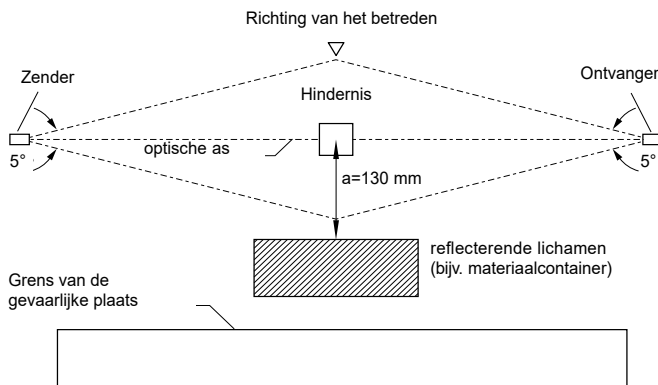 Richting van het betreden
Zender
Ontvanger
Hindernis
optische as
5°
5°
a=130 mm
reflecterende lichamen
(bijv. materiaalcontainer)
Grens van de
gevaarlijke plaats